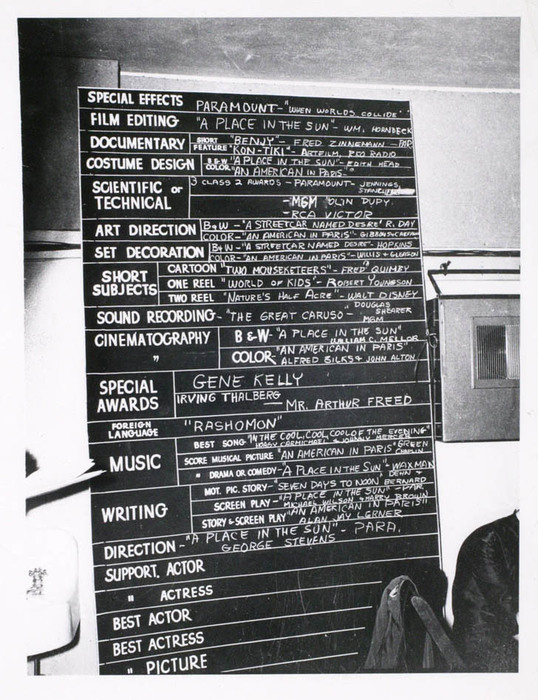 SPECIAL EFFECTS PARAMOUNT - "WHEN WORLDS COLLIDE"
FILM EDITING "A PLACE IN THE SUN" - WM. HORNBECK
DOCUMENTARY SHORT "BENJY" - FRED ZINNEMANN - PAR
FEATURE "KON-TIKI" - ARTFILM, RKO RADIO
COSTUME DESIGN B&W "A PLACE IN THE SUN" - EDITH HEAD
COLOR "AN AMERICAN IN PARIS"
SCIENTIFIC or TECHNICAL 3 CLASS 2 AWARDS - PARAMOUNT - JENNINGS,
- MGM OLIN DUPY
- RCA VICTOR
ART DIRECTION B&W - "A STREETCAR NAMED DESIRE" R. DAY
COLOR - "AN AMERICAN IN PARIS" - GIBBONS &
SET DECORATION B&W - "A STREETCAR NAMED DESIRE" - HOPKINS
COLOR - "AN AMERICAN IN PARIS" - WILLIS & GLEASON
SHORT SUBJECTS CARTOON "TWO MOUSEKETEERS" - FRED QUIMBY
ONE REEL "WORLD OF KIDS" - ROBERT YOUNGSON
TWO REEL "NATURE'S HALF ACRE" - WALT DISNEY
SOUND RECORDING - "THE GREAT CARUSO" - DOUGLAS SHEARER MGM
CINEMATOGRAPHY B & W - "A PLACE IN THE SUN" WILLIAM C. MELLOR
" COLOR "AN AMERICAN IN PARIS" ALFRED GILKS & JOHN ALTON
SPECIAL AWARDS GENE KELLY
IRVING THALBERG - MR. ARTHUR FREED
FOREIGN LANGUAGE "RASHOMON"
MUSIC BEST SONG "IN THE COOL, COOL, COOL OF THE EVENING"
HOAGY CARMICHAEL & JOHNNY MERCER
SCORE MUSICAL PICTURE "AN AMERICAN IN PARIS" GREEN CHAPLIN
" DRAMA OR COMEDY - A PLACE IN THE SUN" - WAXMAN
WRITING MOT. PIC. STORY - "SEVEN DAYS TO NOON" DEHN & BERNARD
SCREEN PLAY - "A PLACE IN THE SUN" - PAR
MICHAEL WILSON & HARRY BROWN
STORY & SCREEN PLAY "AN AMERICAN IN PARIS"
ALAN JAY LERNER
DIRECTION - "A PLACE IN THE SUN" - PARA.
GEORGE STEVENS
SUPPORT. ACTOR
" ACTRESS
BEST ACTOR
BEST ACTRESS
" PICTURE